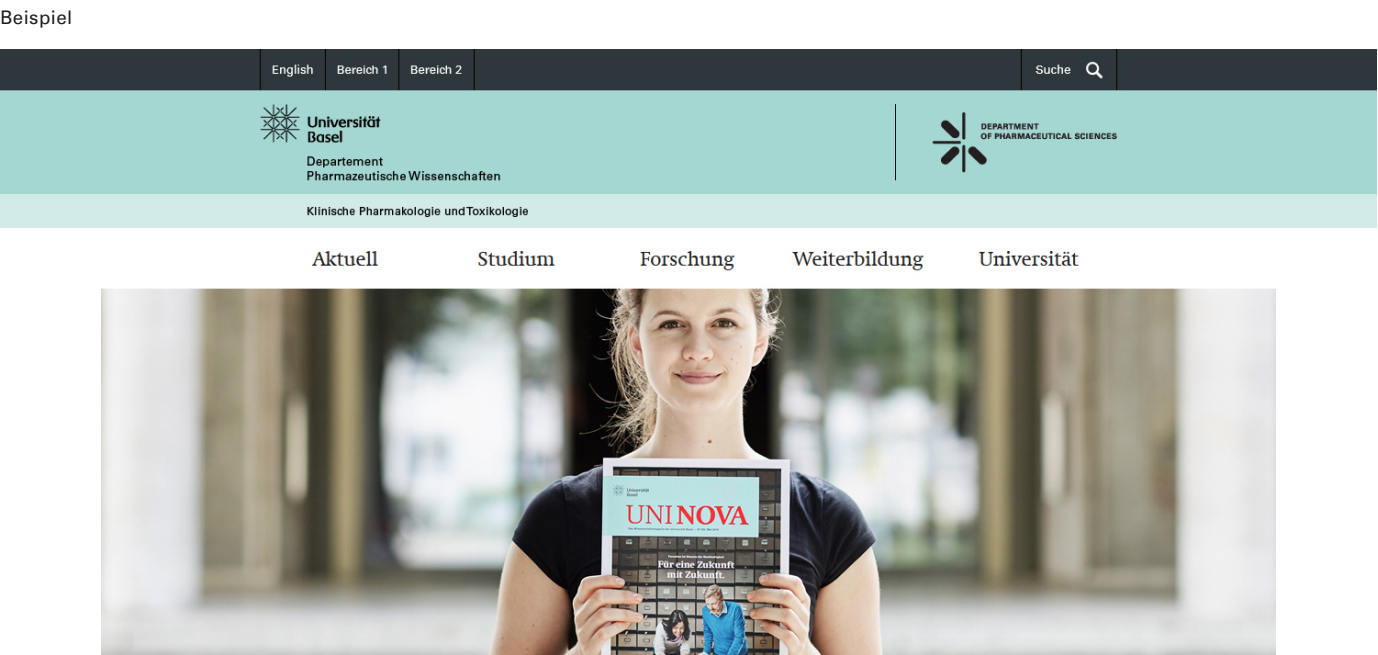 Beispiel
English Bereich 1 Bereich 2 Suche
Universität
Basel
Departement
Pharmazeutische Wissenschaften
DEPARTMENT
OF PHARMACEUTICAL SCIENCES
Klinische Pharmakologie und Toxikologie
Aktuell Studium Forschung Weiterbildung Universität
Universität
Basel
UNI NOVA
Für eine Zukunft
mit Zukunft.